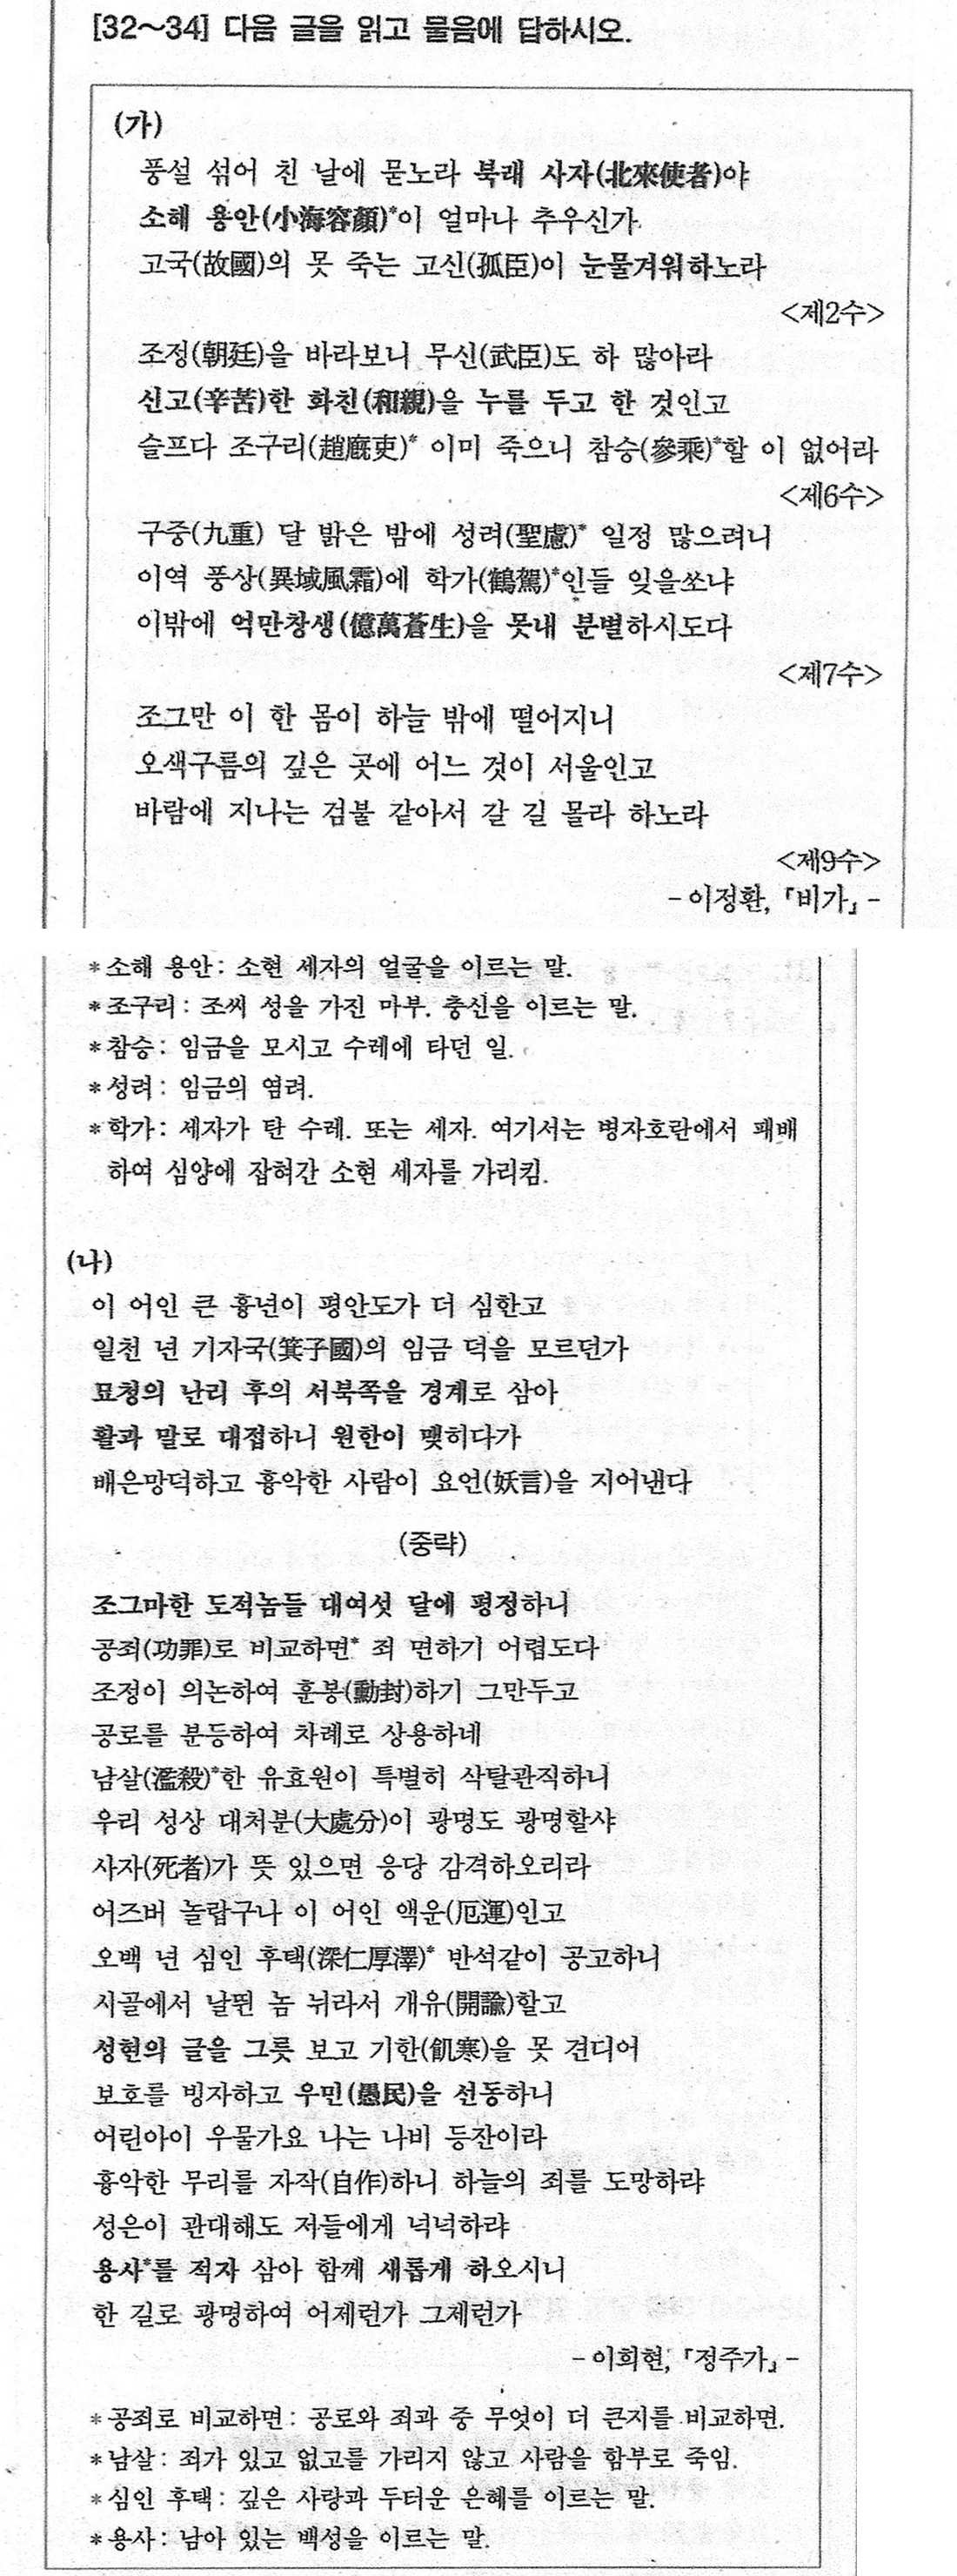 [32～34] 다음 글을 읽고 물음에 답하시오.
(가)
풍설 섞어 친 날에 묻노라 북래 사자(北來使者)야
소해 용안(小海容顏)*이 얼마나 추우신가
고국(故國)의 못 죽는 고신(孤臣)이 눈물겨워하노라
<제2수>
조정(朝廷)을 바라보니 무신(武臣)도 하 많아라
신고(辛苦)한 화친(和親)을 누를 두고 한 것인고
슬프다 조구리(趙廐吏)* 이미 죽으니 참승(參乘)*할 이 없어라
<제6수>
구중(九重) 달 밝은 밤에 성려(聖慮)* 일정 많으려니
이역 풍상(異域風霜)에 학가(鶴駕)*인들 잊을쏘냐
이밖에 억만창생(億萬蒼生)을 못내 분별하시도다
<제7수>
조그만 이 한 몸이 하늘 밖에 떨어지니
오색구름의 깊은 곳에 어느 것이 서울인고
바람에 지나는 검불 같아서 갈 길 몰라 하노라
<제9수>
- 이정환, 「비가」 -
*소해 용안: 소현 세자의 얼굴을 이르는 말.
*조구리: 조씨 성을 가진 마부. 충신을 이르는 말.
*참승: 임금을 모시고 수레에 타던 일.
*성려: 임금의 염려.
*학가: 세자가 탄 수레. 또는 세자. 여기서는 병자호란에서 패배
하여 심양에 잡혀간 소현 세자를 가리킴.
(나)
이 어인 큰 흉년이 평안도가 더 심한고
일천 년 기자국(箕子國)의 임금 덕을 모르던가
묘청의 난리 후의 서북쪽을 경계로 삼아
활과 말로 대접하니 원한이 맺히다가
배은망덕하고 흉악한 사람이 요언(妖言)을 지어낸다
(중략)
조그마한 도적놈들 대여섯 달에 평정하니
공죄(功罪)로 비교하면* 죄 면하기 어렵도다
조정이 의논하여 훈봉(勳封)하기 그만두고
공로를 분등하여 차례로 상용하네
남살(濫殺)*한 유효원이 특별히 삭탈관직하니
우리 성상 대처분(大處分)이 광명도 광명할샤
사자(死者)가 뜻 있으면 응당 감격하오리라
어즈버 놀랍구나 이 어인 액운(厄運)인고
오백 년 심인 후택(深仁厚澤)* 반석같이 공고하니
시골에서 날뛴 놈 뉘라서 개유(開諭)할고
성현의 글을 그릇 보고 기한(飢寒)을 못 견디어
보호를 빙자하고 우민(愚民)을 선동하니
어린아이 우물가요 나는 나비 등잔이라
흉악한 무리를 자작(自作)하니 하늘의 죄를 도망하랴
성은이 관대해도 저들에게 넉넉하랴
용사*를 적자 삼아 함께 새롭게 하오시니
한 길로 광명하여 어제런가 그제런가
- 이희현, 「정주가」 -
*공죄로 비교하면: 공로와 죄과 중 무엇이 더 큰지를 비교하면.
*남살: 죄가 있고 없고를 가리지 않고 사람을 함부로 죽임.
*심인 후택: 깊은 사랑과 두터운 은혜를 이르는 말.
*용사: 남아 있는 백성을 이르는 말.